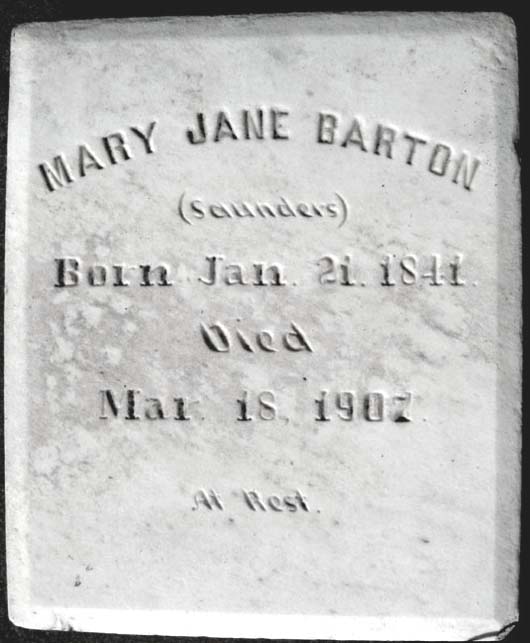 MARY JANE BARTON
(Saunders)
Born Jan. 21. 1841.
Died
Mar. 18, 1907.
At Rest.